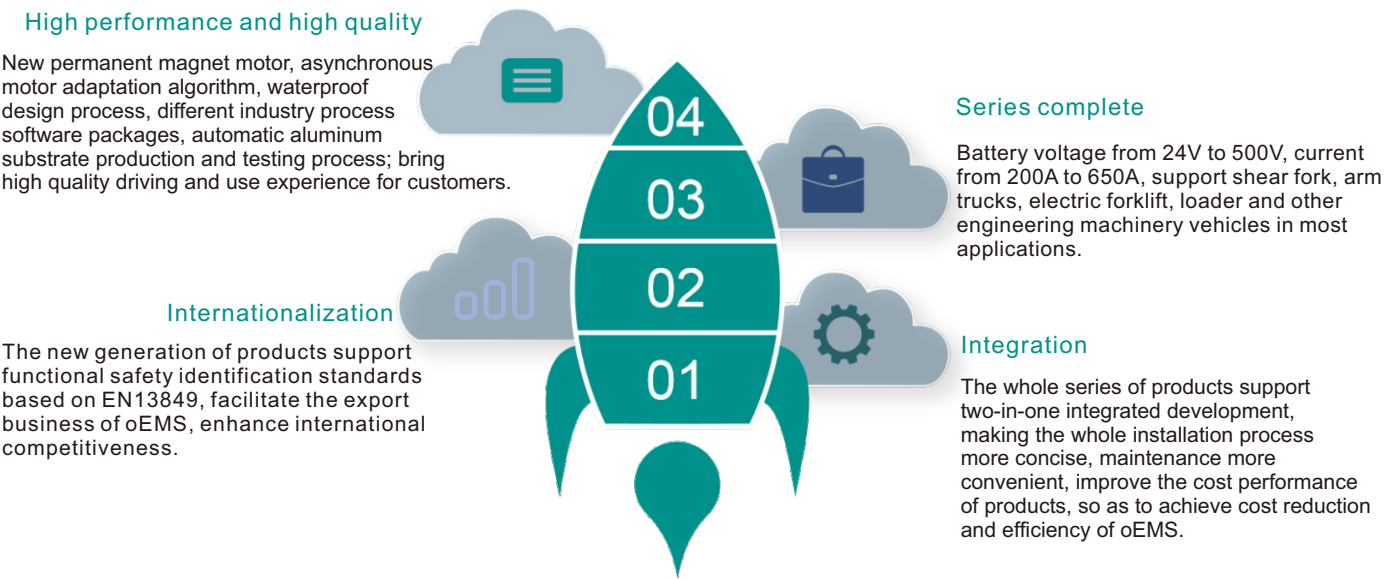 High performance and high quality
New permanent magnet motor, asynchronous
motor adaptation algorithm, waterproof
design process, different industry process
software packages, automatic aluminum
substrate production and testing process; bring
high quality driving and use experience for customers.
04
03
02
01
Series complete
Battery voltage from 24V to 500V, current
from 200A to 650A, support shear fork, arm
trucks, electric forklift, loader and other
engineering machinery vehicles in most
applications.
Internationalization
The new generation of products support
functional safety identification standards
based on EN13849, facilitate the export
business of oEMS, enhance international
competitiveness.
Integration
The whole series of products support
two-in-one integrated development,
making the whole installation process
more concise, maintenance more
convenient, improve the cost performance
of products, so as to achieve cost reduction
and efficiency of oEMS.